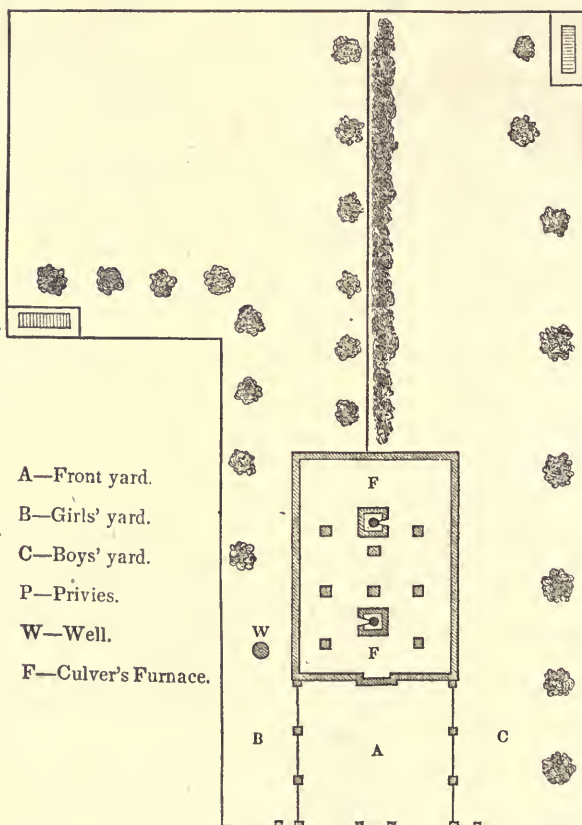 F
A—Front yard.
B—Girls' yard.
C—Boys' yard.
P—Privies.
W—Well.
F—Culver's Furnace.
W
F
B
A
C